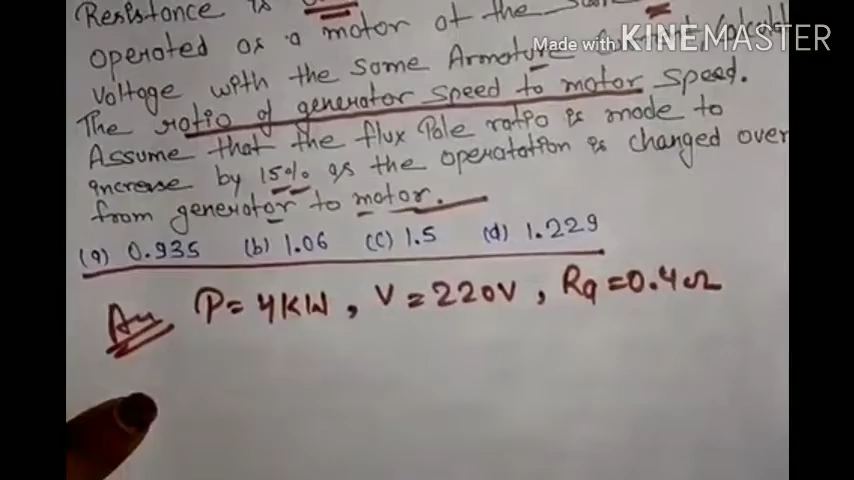 Resistance is
operated as a motor at the
Made with KINEMASTER
voltage with the same Armature
The ratio of generator speed to motor speed.
Assume that the flux Pole ratio is made to
increase by 15% as the operatation is changed over
from generator to motor.
(a) 0.935 (b) 1.06 (c) 1.5 (d) 1.229
Ans P = 4KW, V = 220V, Ra = 0.4Ω